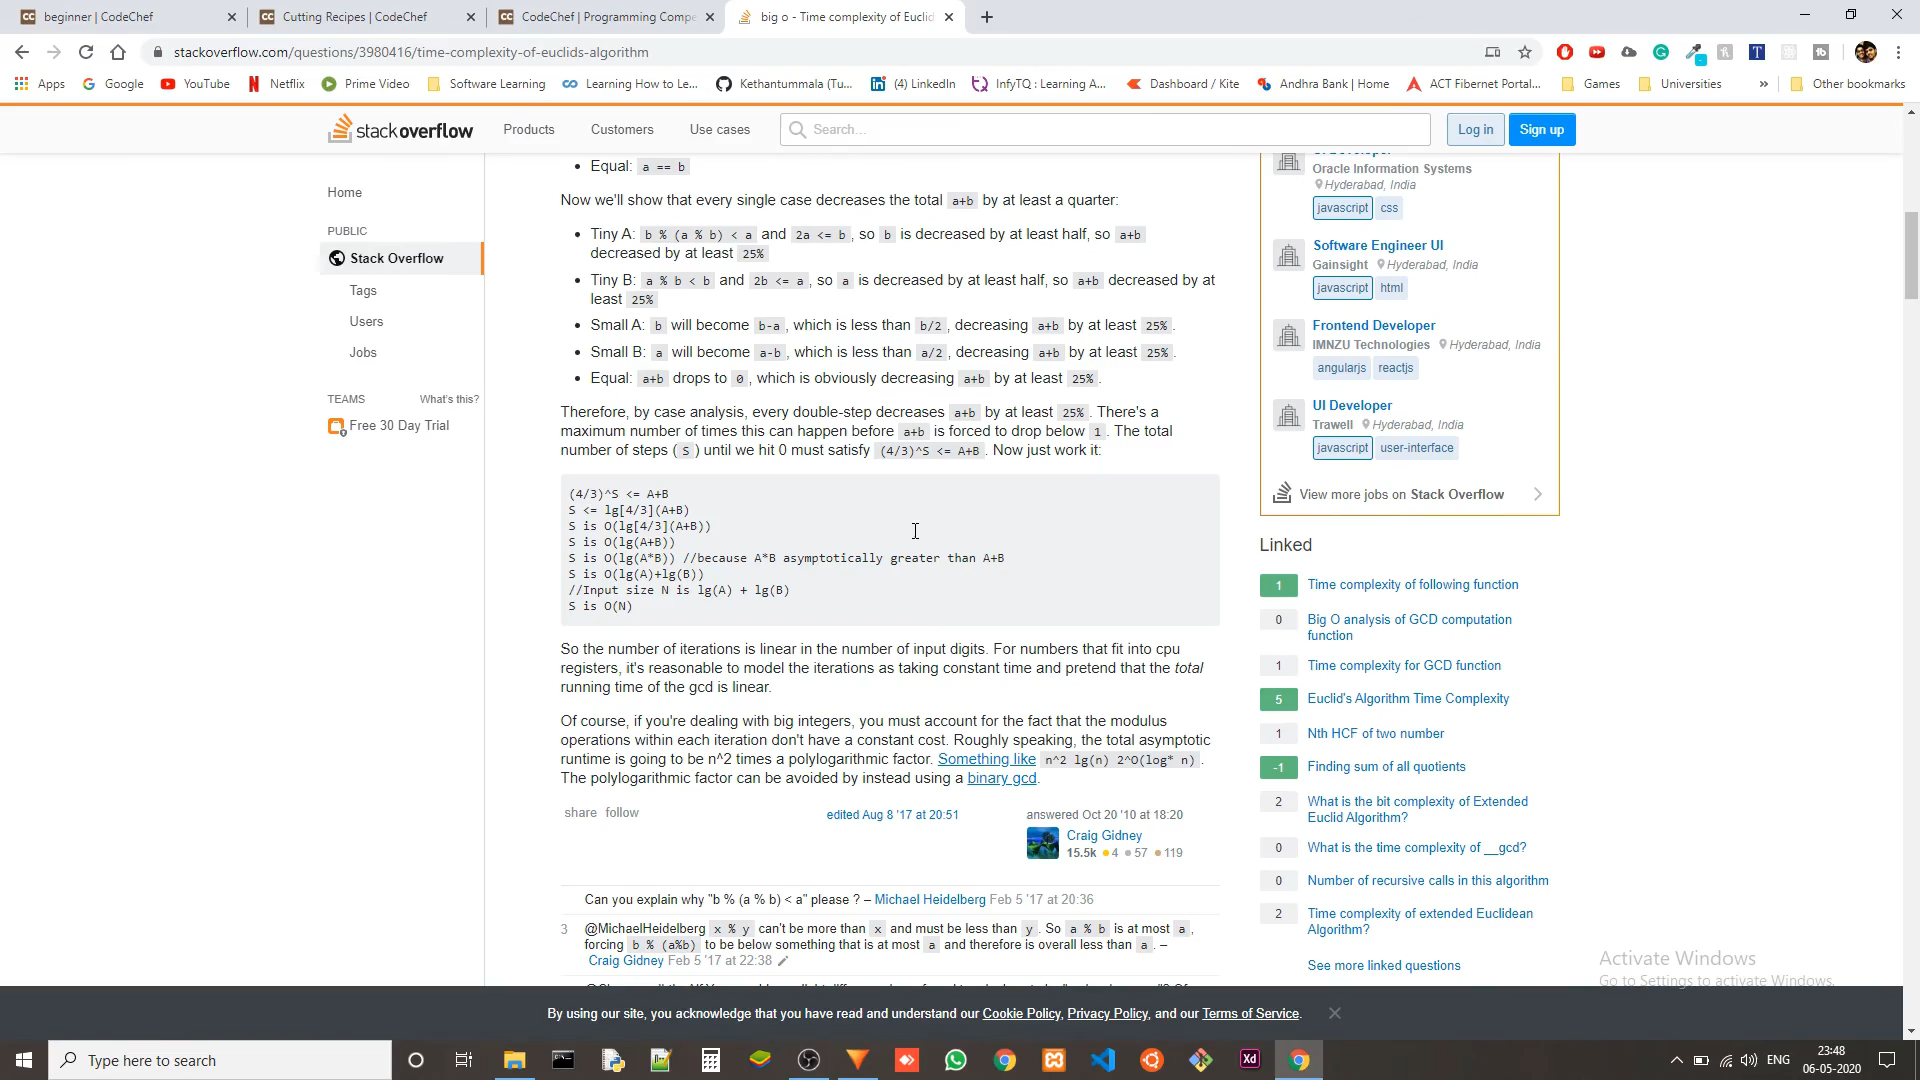 beginner | CodeChef
Cutting Recipes | CodeChef
CodeChef | Programming Compe
big o - Time complexity of Euclid
stackoverflow.com/questions/3980416/time-complexity-of-euclids-algorithm
Apps
Google
YouTube
Netflix
Prime Video
Software Learning
Learning How to Le...
Kethantummala (Tu...
(4) LinkedIn
InfyTQ : Learning A...
Dashboard / Kite
Andhra Bank | Home
ACT Fibernet Portal...
Games
Universities
»
Other bookmarks
stackoverflow
Products
Customers
Use cases
Search...
Log in
Sign up
Home
PUBLIC
Stack Overflow
Tags
Users
Jobs
TEAMS What's this?
Free 30 Day Trial
• Equal: a == b
Now we'll show that every single case decreases the total a+b by at least a quarter:
• Tiny A: b % (a % b) < a and 2a <= b, so b is decreased by at least half, so a+b
decreased by at least 25%
• Tiny B: a % b < b and 2b <= a, so a is decreased by at least half, so a+b decreased by at
least 25%
• Small A: b will become b-a, which is less than b/2, decreasing a+b by at least 25%.
• Small B: a will become a-b, which is less than a/2, decreasing a+b by at least 25%.
• Equal: a+b drops to 0, which is obviously decreasing a+b by at least 25%.
Therefore, by case analysis, every double-step decreases a+b by at least 25%. There's a
maximum number of times this can happen before a+b is forced to drop below 1. The total
number of steps (S) until we hit 0 must satisfy (4/3)^S <= A+B. Now just work it:
(4/3)^S <= A+B
S <= lg[4/3](A+B)
S is O(lg[4/3](A+B))
S is O(lg(A+B))
S is O(lg(A*B)) //because A*B asymptotically greater than A+B
S is O(lg(A)+lg(B))
//Input size N is lg(A) + lg(B)
S is O(N)
So the number of iterations is linear in the number of input digits. For numbers that fit into cpu
registers, it's reasonable to model the iterations as taking constant time and pretend that the total
running time of the gcd is linear.
Of course, if you're dealing with big integers, you must account for the fact that the modulus
operations within each iteration don't have a constant cost. Roughly speaking, the total asymptotic
runtime is going to be n^2 times a polylogarithmic factor. Something like n^2 lg(n) 2^O(log* n).
The polylogarithmic factor can be avoided by instead using a binary gcd.
share follow
edited Aug 8 '17 at 20:51
answered Oct 20 '10 at 18:20
Craig Gidney
15.5k 4 57 119
Can you explain why "b % (a % b) < a" please ? – Michael Heidelberg Feb 5 '17 at 20:36
3 @MichaelHeidelberg x % y can't be more than x and must be less than y. So a % b is at most a,
forcing b % (a%b) to be below something that is at most a and therefore is overall less than a. –
Craig Gidney Feb 5 '17 at 22:38
Oracle Information Systems
Hyderabad, India
javascript css
Software Engineer UI
Gainsight Hyderabad, India
javascript html
Frontend Developer
IMNZU Technologies Hyderabad, India
angularjs reactjs
UI Developer
Trawell Hyderabad, India
javascript user-interface
View more jobs on Stack Overflow
Linked
1 Time complexity of following function
0 Big O analysis of GCD computation
function
1 Time complexity for GCD function
5 Euclid's Algorithm Time Complexity
1 Nth HCF of two number
-1 Finding sum of all quotients
2 What is the bit complexity of Extended
Euclid Algorithm?
0 What is the time complexity of __gcd?
0 Number of recursive calls in this algorithm
2 Time complexity of extended Euclidean
Algorithm?
See more linked questions
Activate Windows
Go to Settings to activate Windows.
By using our site, you acknowledge that you have read and understand our Cookie Policy, Privacy Policy, and our Terms of Service.
Type here to search
Xd
ENG
23:48
06-05-2020